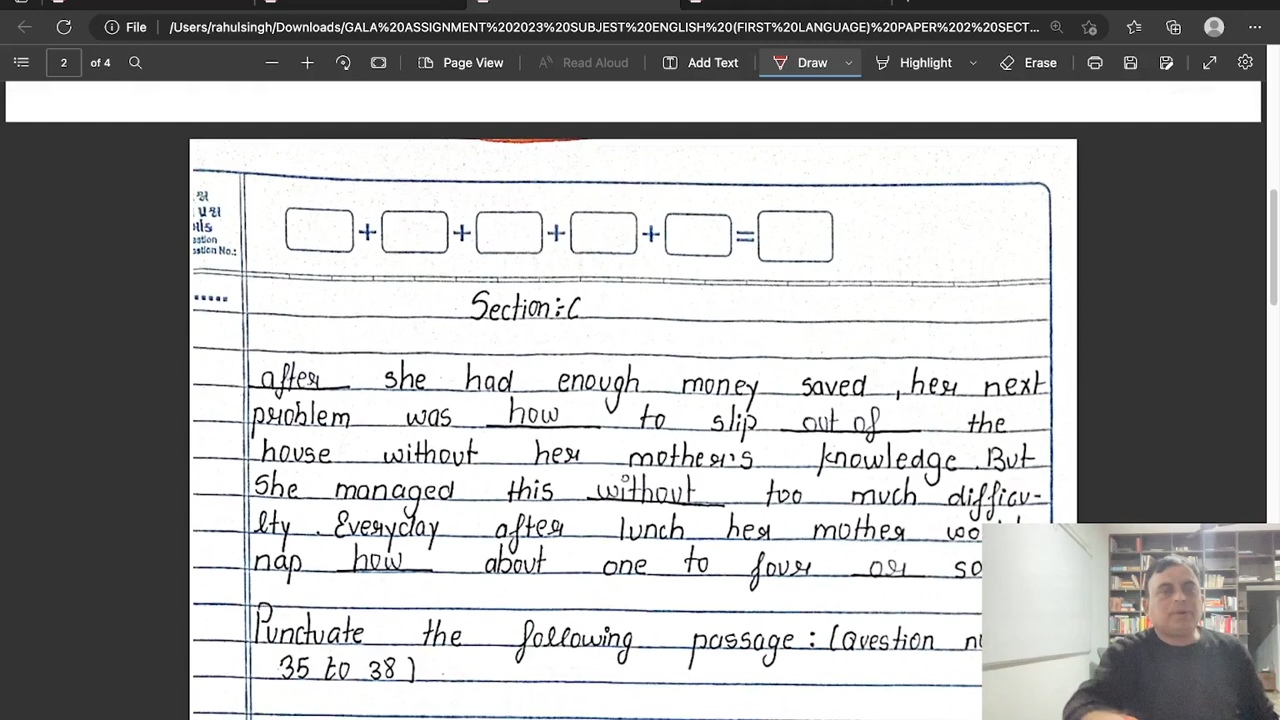 File /Users/rahulsingh/Downloads/GALA%20ASSIGNMENT%202023%20SUBJEST%20ENGLISH%20(FIRST%20LANGUAGE)%20PAPER%202%20SECT...
2 of 4 Page View Read Aloud Add Text Draw Highlight Erase
estion
stion No.:
+ + + + =
Section:-C
after she had enough money saved ,her next
problem was how to slip out of the
house without her mother's knowledge. But
She managed this without too much difficu-
lty . Everyday after lunch her mother
nap how about one to four or so
Punctuate the following passage : (Question
35 to 38 )